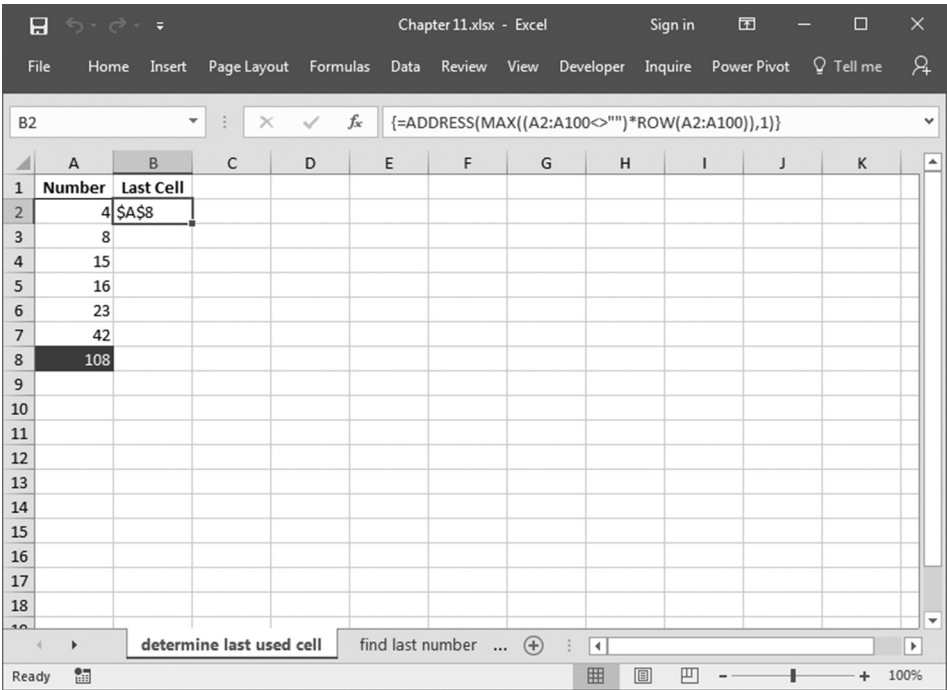 Chapter 11.xlsx - Excel Sign in
File Home Insert Page Layout Formulas Data Review View Developer Inquire Power Pivot Tell me
B2 fx {=ADDRESS(MAX((A2:A100<>"")*ROW(A2:A100)),1)}
A B C D E F G H I J K
1 Number Last Cell
2 4 $A$8
3 8
4 15
5 16
6 23
7 42
8 108
9
10
11
12
13
14
15
16
17
18
determine last used cell find last number ...
Ready 100%